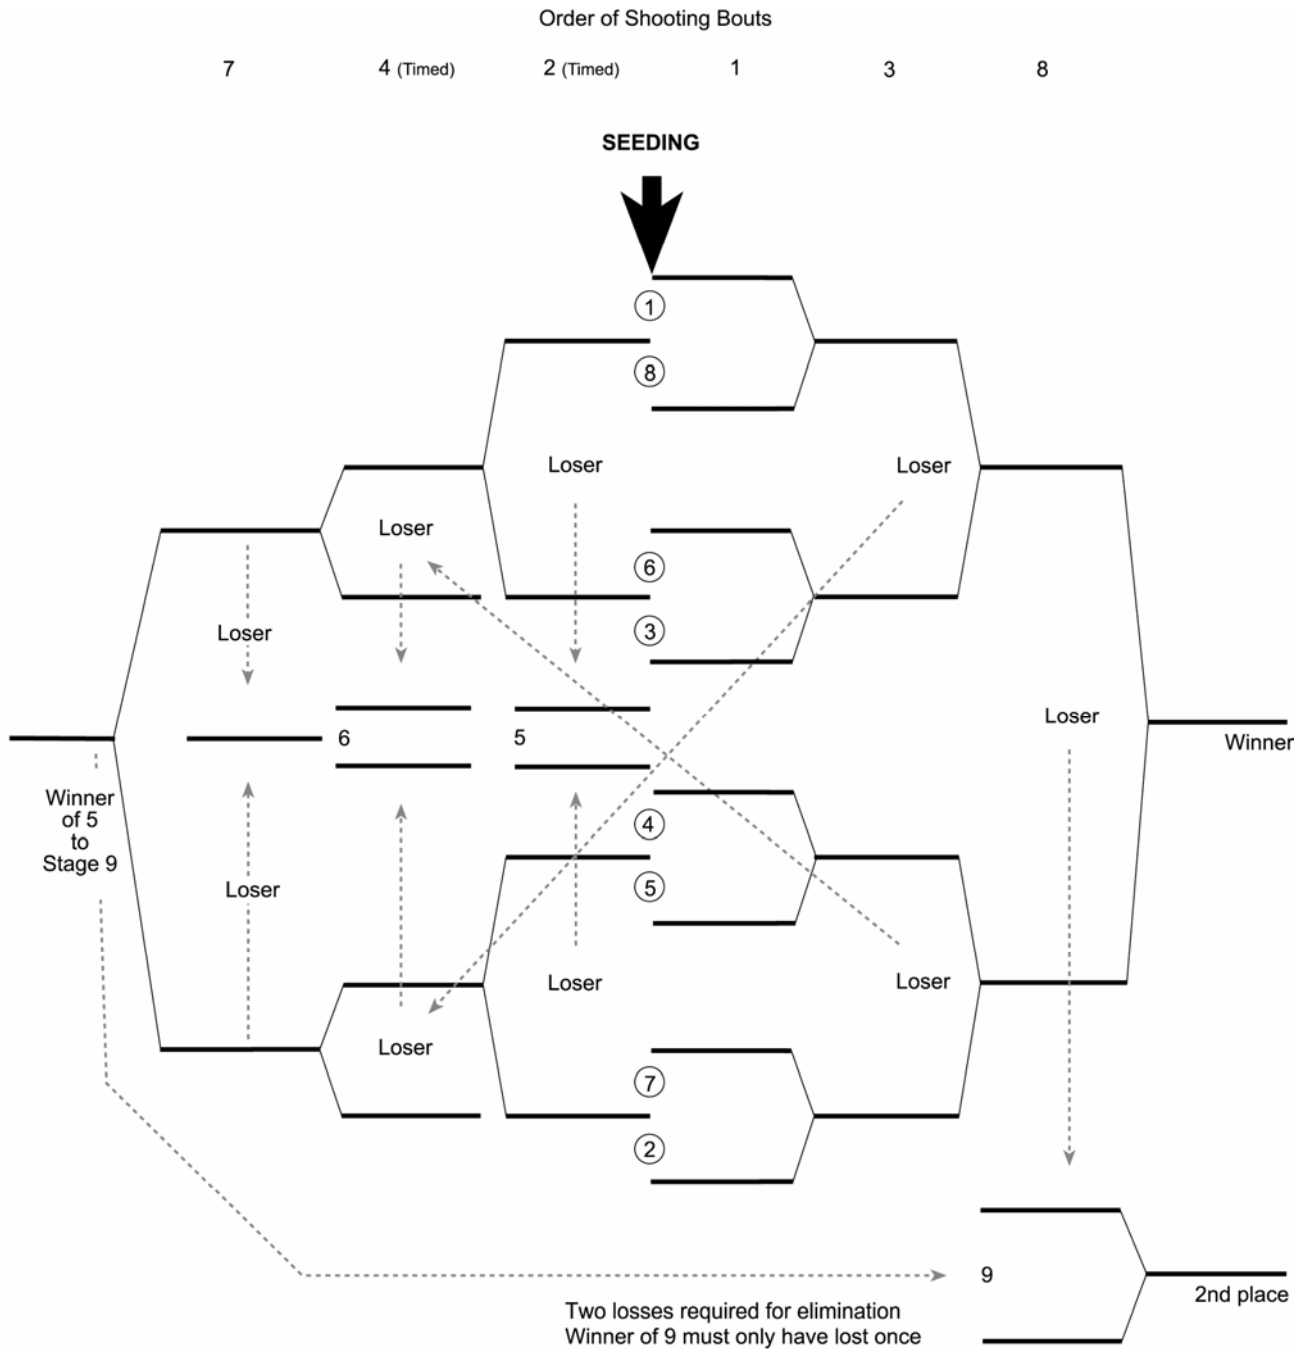 Order of Shooting Bouts
7 4 (Timed) 2 (Timed) 1 3 8
SEEDING
1
8
Loser
Loser
Loser
6
3
Loser
6
5
Loser
Winner
Winner
of 5
to
Stage 9
4
5
Loser
Loser
Loser
Loser
7
2
9
2nd place
Two losses required for elimination
Winner of 9 must only have lost once